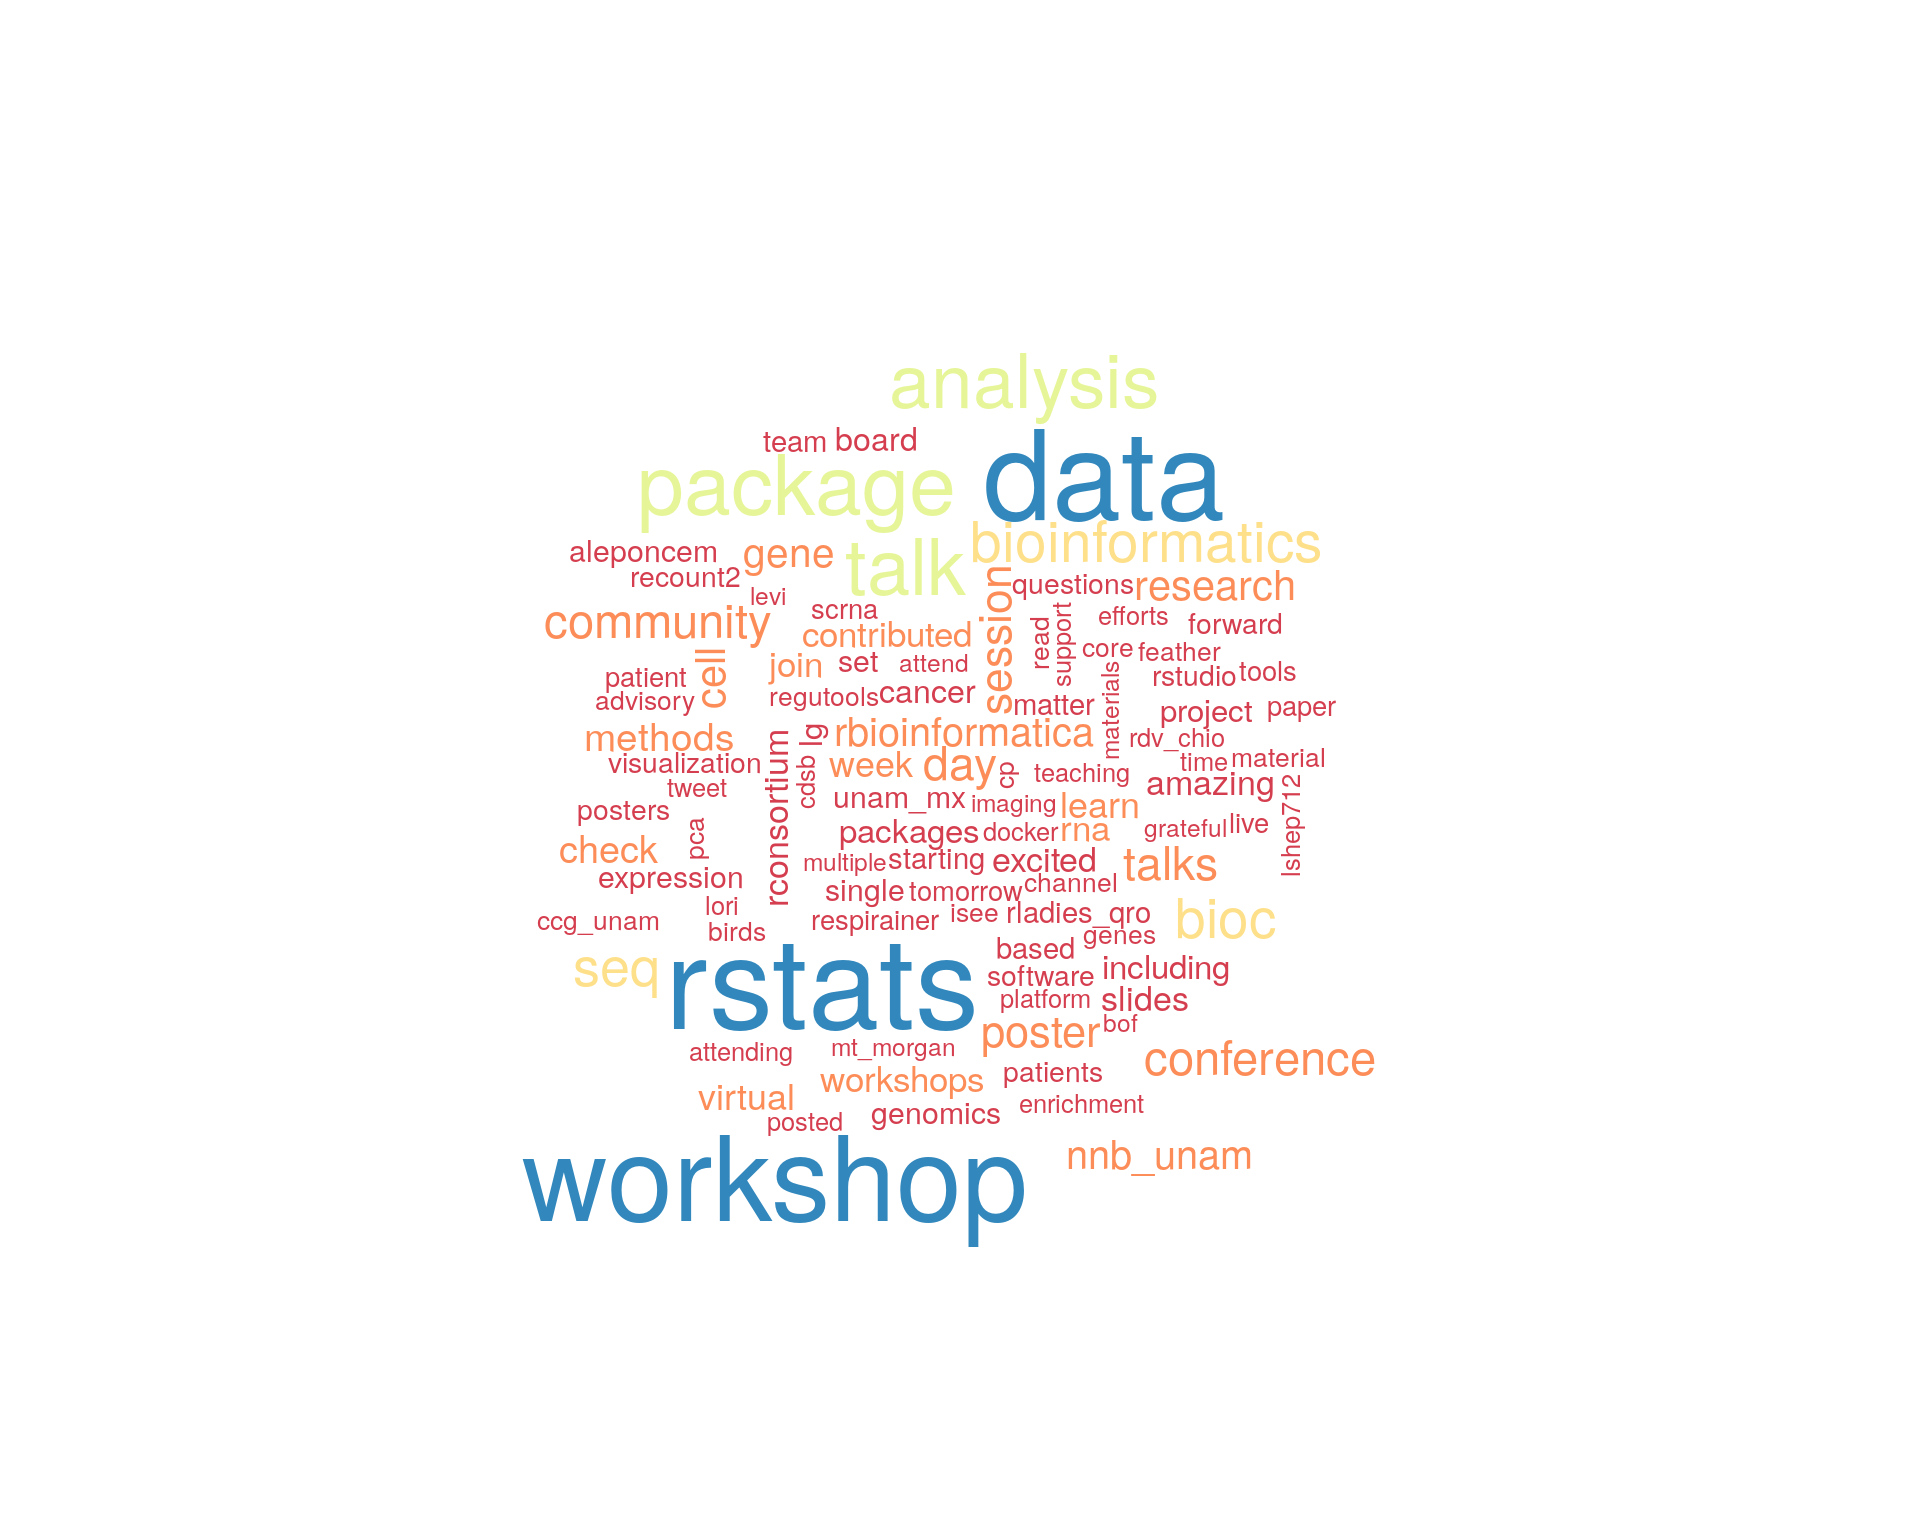 analysis
team board
data
package
bioinformatics
aleponcem gene talk
recount2 session questions research
levi
community scrna contributed read support efforts forward
cell join set attend core feather
patient rstudio tools
advisory regutools cancer matter materials project paper
methods lg rbioinformatica rdv_chio
visualization rconsortium cdsb week day cp teaching time material
tweet amazing
posters unam_mx imaging learn lshep712
pca packages docker rna grateful live
check multiple starting excited talks
expression single tomorrow channel
lori
ccg_unam birds respirainer isee rladies_qro bioc
genes
based
seq rstats software including
platform slides
poster bof
attending mt_morgan conference
virtual workshops patients
posted genomics enrichment
workshop nnb_unam